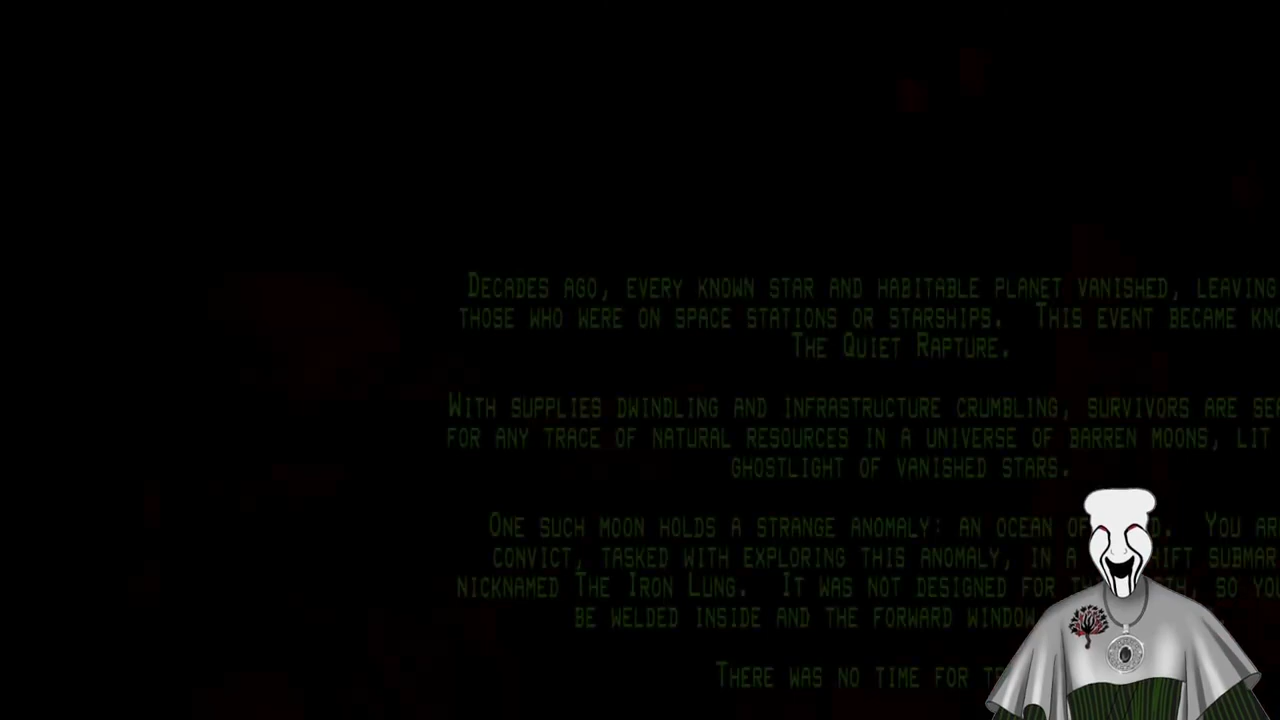 Decades ago, every known star and habitable planet vanished, leaving
those who were on space stations or starships. This event became
The Quiet Rapture.
With supplies dwindling and infrastructure crumbling, survivors are
for any trace of natural resources in a universe of barren moons, lit
ghostlight of vanished stars.
One such moon holds a strange anomaly: an ocean You
convict, tasked with exploring this anomaly, in a
nicknamed The Iron Lung. It was not designed for so
be welded inside and the forward window
There was no time for